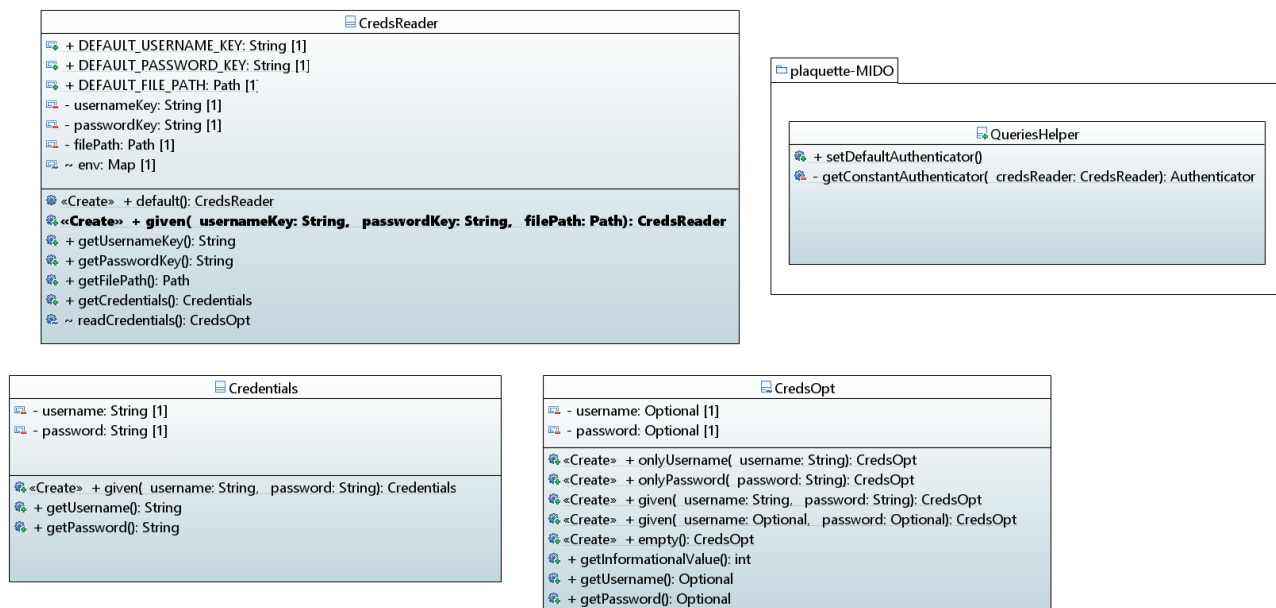 CredsReader
+ DEFAULT_USERNAME_KEY: String [1]
+ DEFAULT_PASSWORD_KEY: String [1]
+ DEFAULT_FILE_PATH: Path [1]
- usernameKey: String [1]
- passwordKey: String [1]
- filePath: Path [1]
~ env: Map [1]
«Create» + default(): CredsReader
«Create» + given( usernameKey: String, passwordKey: String, filePath: Path): CredsReader
+ getUsernameKey(): String
+ getPasswordKey(): String
+ getFilePath(): Path
+ getCredentials(): Credentials
~ readCredentials(): CredsOpt
plaquette-MIDO
QueriesHelper
+ setDefaultAuthenticator()
- getConstantAuthenticator( credsReader: CredsReader): Authenticator
Credentials
- username: String [1]
- password: String [1]
«Create» + given( username: String, password: String): Credentials
+ getUsername(): String
+ getPassword(): String
CredsOpt
- username: Optional [1]
- password: Optional [1]
«Create» + onlyUsername( username: String): CredsOpt
«Create» + onlyPassword( password: String): CredsOpt
«Create» + given( username: String, password: String): CredsOpt
«Create» + given( username: Optional, password: Optional): CredsOpt
«Create» + empty(): CredsOpt
+ getInformationalValue(): int
+ getUsername(): Optional
+ getPassword(): Optional